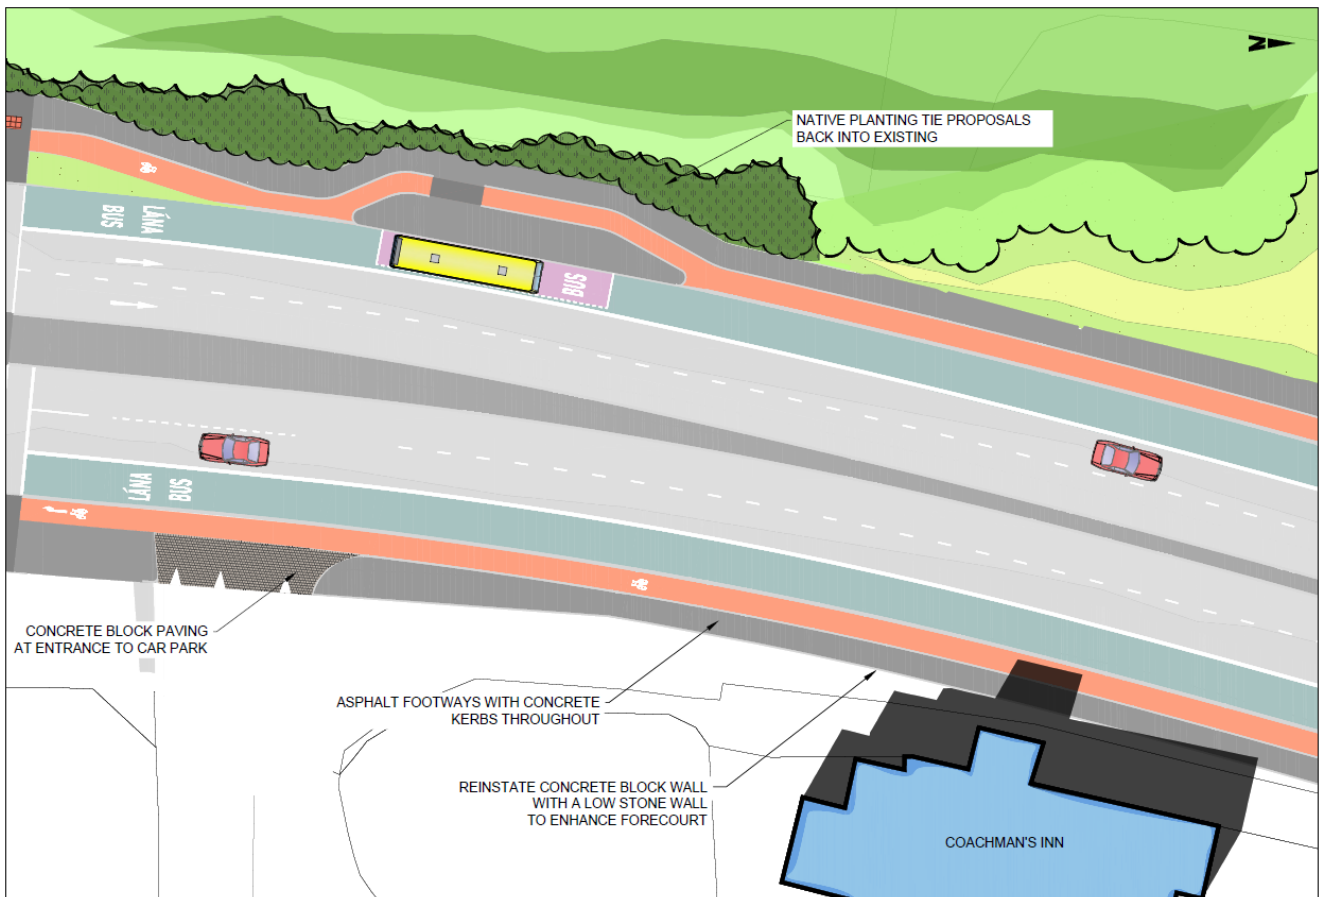 N
NATIVE PLANTING TIE PROPOSALS
BACK INTO EXISTING
LÁNA
BUS
BUS
LÁNA
BUS
CONCRETE BLOCK PAVING
AT ENTRANCE TO CAR PARK
ASPHALT FOOTWAYS WITH CONCRETE
KERBS THROUGHOUT
REINSTATE CONCRETE BLOCK WALL
WITH A LOW STONE WALL
TO ENHANCE FORECOURT
COACHMAN'S INN